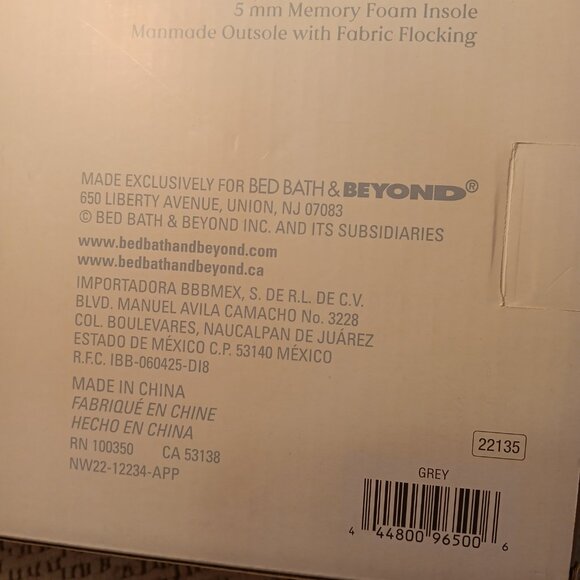 5 mm Memory Foam Insole
Manmade Outsole with Fabric Flocking
MADE EXCLUSIVELY FOR BED BATH & BEYOND®
650 LIBERTY AVENUE, UNION, NJ 07083
© BED BATH & BEYOND INC. AND ITS SUBSIDIARIES
www.bedbathandbeyond.com
www.bedbathandbeyond.ca
IMPORTADORA BBBMEX, S. DE R.L. DE C.V.
BLVD. MANUEL AVILA CAMACHO No. 3228
COL. BOULEVARES, NAUCALPAN DE JUÁREZ
ESTADO DE MÉXICO C.P. 53140 MÉXICO
R.F.C. IBB-060425-DI8
MADE IN CHINA
FABRIQUÉ EN CHINE
HECHO EN CHINA
RN 100350 CA 53138
NW22-12234-APP
22135
GREY
4 44800 96500 6